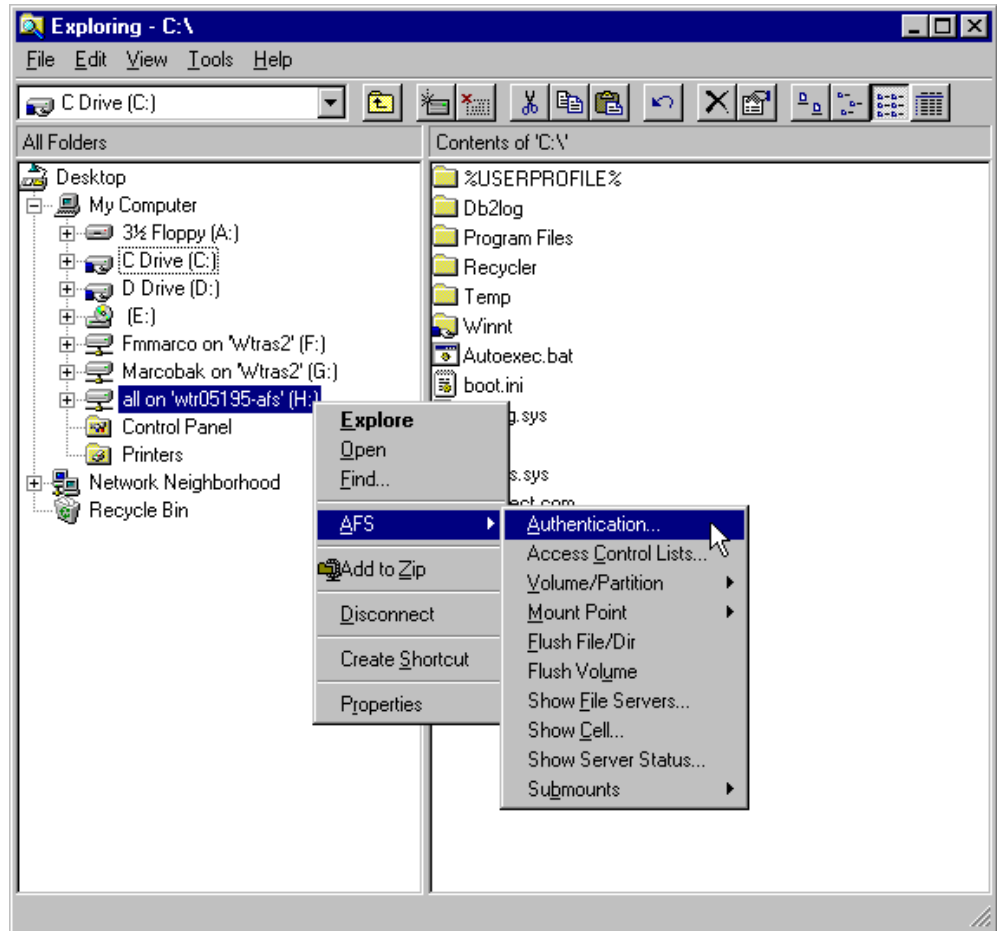 Exploring - C:\
File Edit View Tools Help
C Drive (C:)
All Folders
Contents of 'C:\'
Desktop
My Computer
3½ Floppy (A:)
C Drive (C:)
D Drive (D:)
(E:)
Fmmarco on 'Wtras2' (F:)
Marcobak on 'Wtras2' (G:)
all on 'wtr05195-afs' (H:)
Control Panel
Printers
Network Neighborhood
Recycle Bin
%USERPROFILE%
Db2log
Program Files
Recycler
Temp
Winnt
Autoexec.bat
boot.ini
g.sys
s.sys
ect.com
Explore
Open
Find...
AFS
Add to Zip
Disconnect
Create Shortcut
Properties
Authentication...
Access Control Lists...
Volume/Partition
Mount Point
Flush File/Dir
Flush Volume
Show File Servers...
Show Cell...
Show Server Status...
Submounts